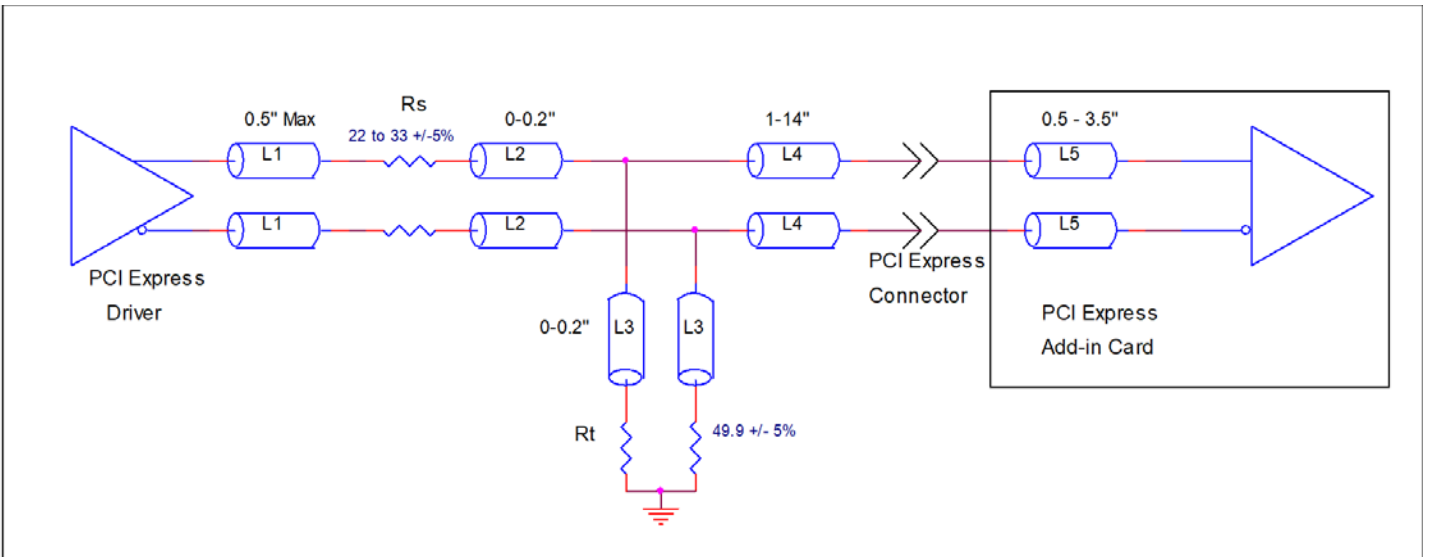 Rs
0.5" Max
22 to 33 +/-5%
0-0.2"
1-14"
0.5 - 3.5"
L1
L2
L4
L5
L1
L2
L4
L5
PCI Express
Driver
PCI Express
Connector
0-0.2"
L3
L3
PCI Express
Add-in Card
Rt
49.9 +/- 5%